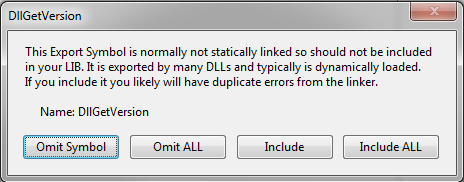 DllGetVersion
This Export Symbol is normally not statically linked so should not be included
in your LIB. It is exported by many DLLs and typically is dynamically loaded.
If you include it you likely will have duplicate errors from the linker.
Name: DllGetVersion
Omit Symbol
Omit ALL
Include
Include ALL